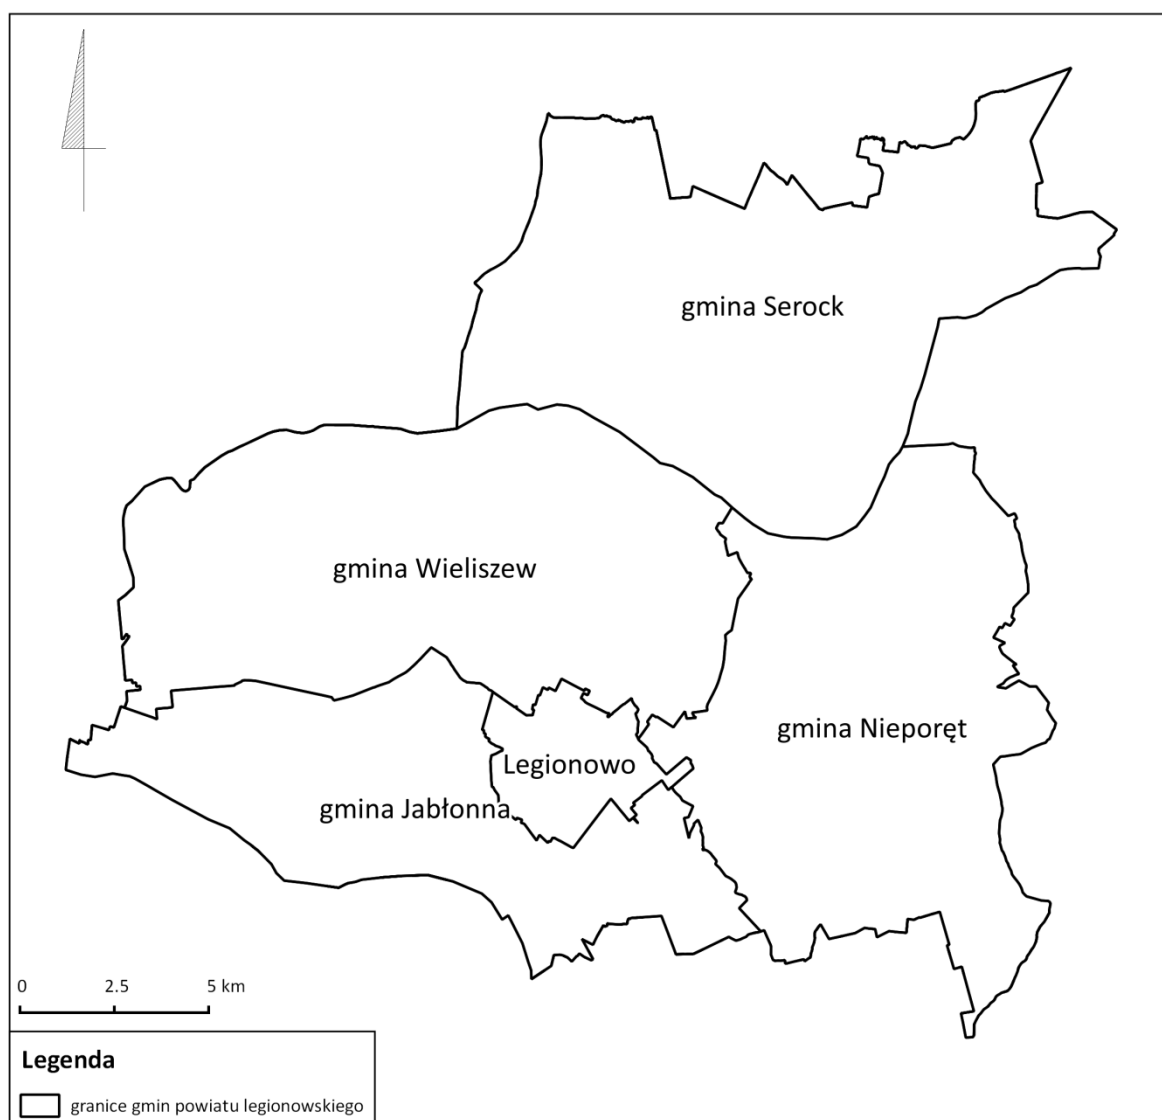 gmina Serock
gmina Wieliszew
gmina Nieporęt
Legionowo
gmina Jabłonna
0 2.5 5 km
Legenda
granice gmin powiatu legionowskiego